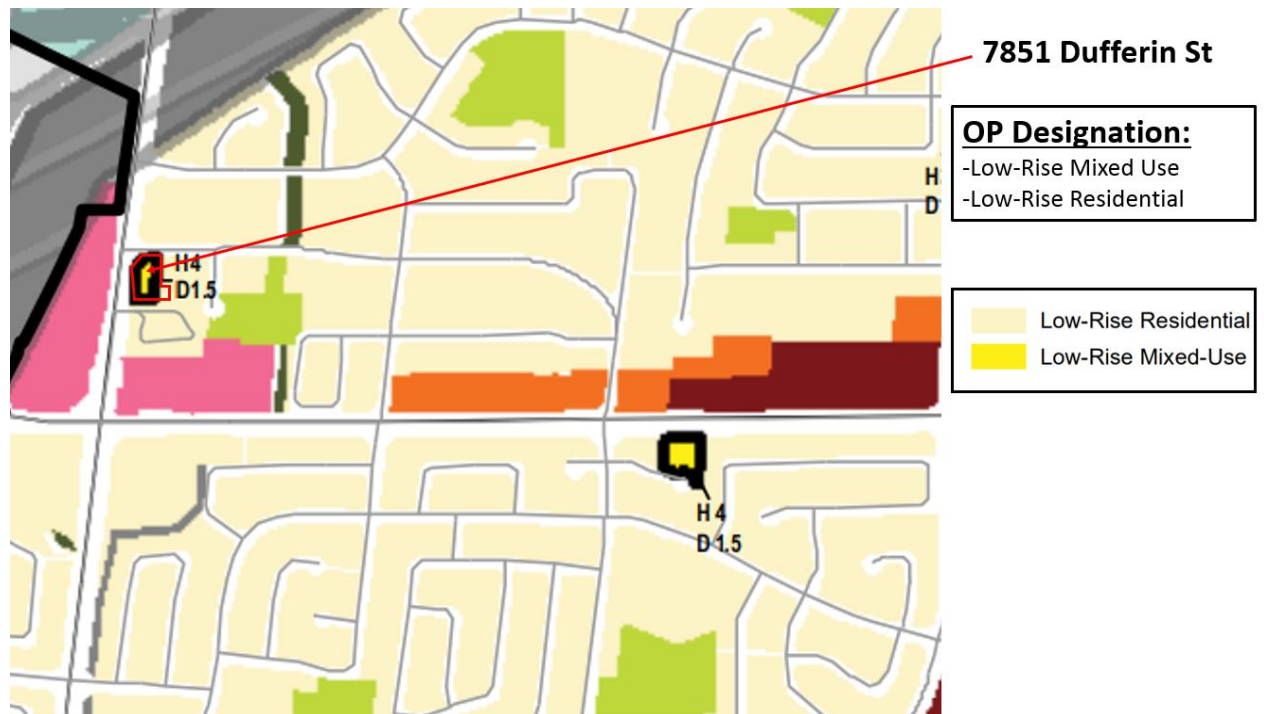 7851 Dufferin St
OP Designation:
-Low-Rise Mixed Use
-Low-Rise Residential
H
D
H4
D1.5
Low-Rise Residential
Low-Rise Mixed-Use
H 4
D 1.5